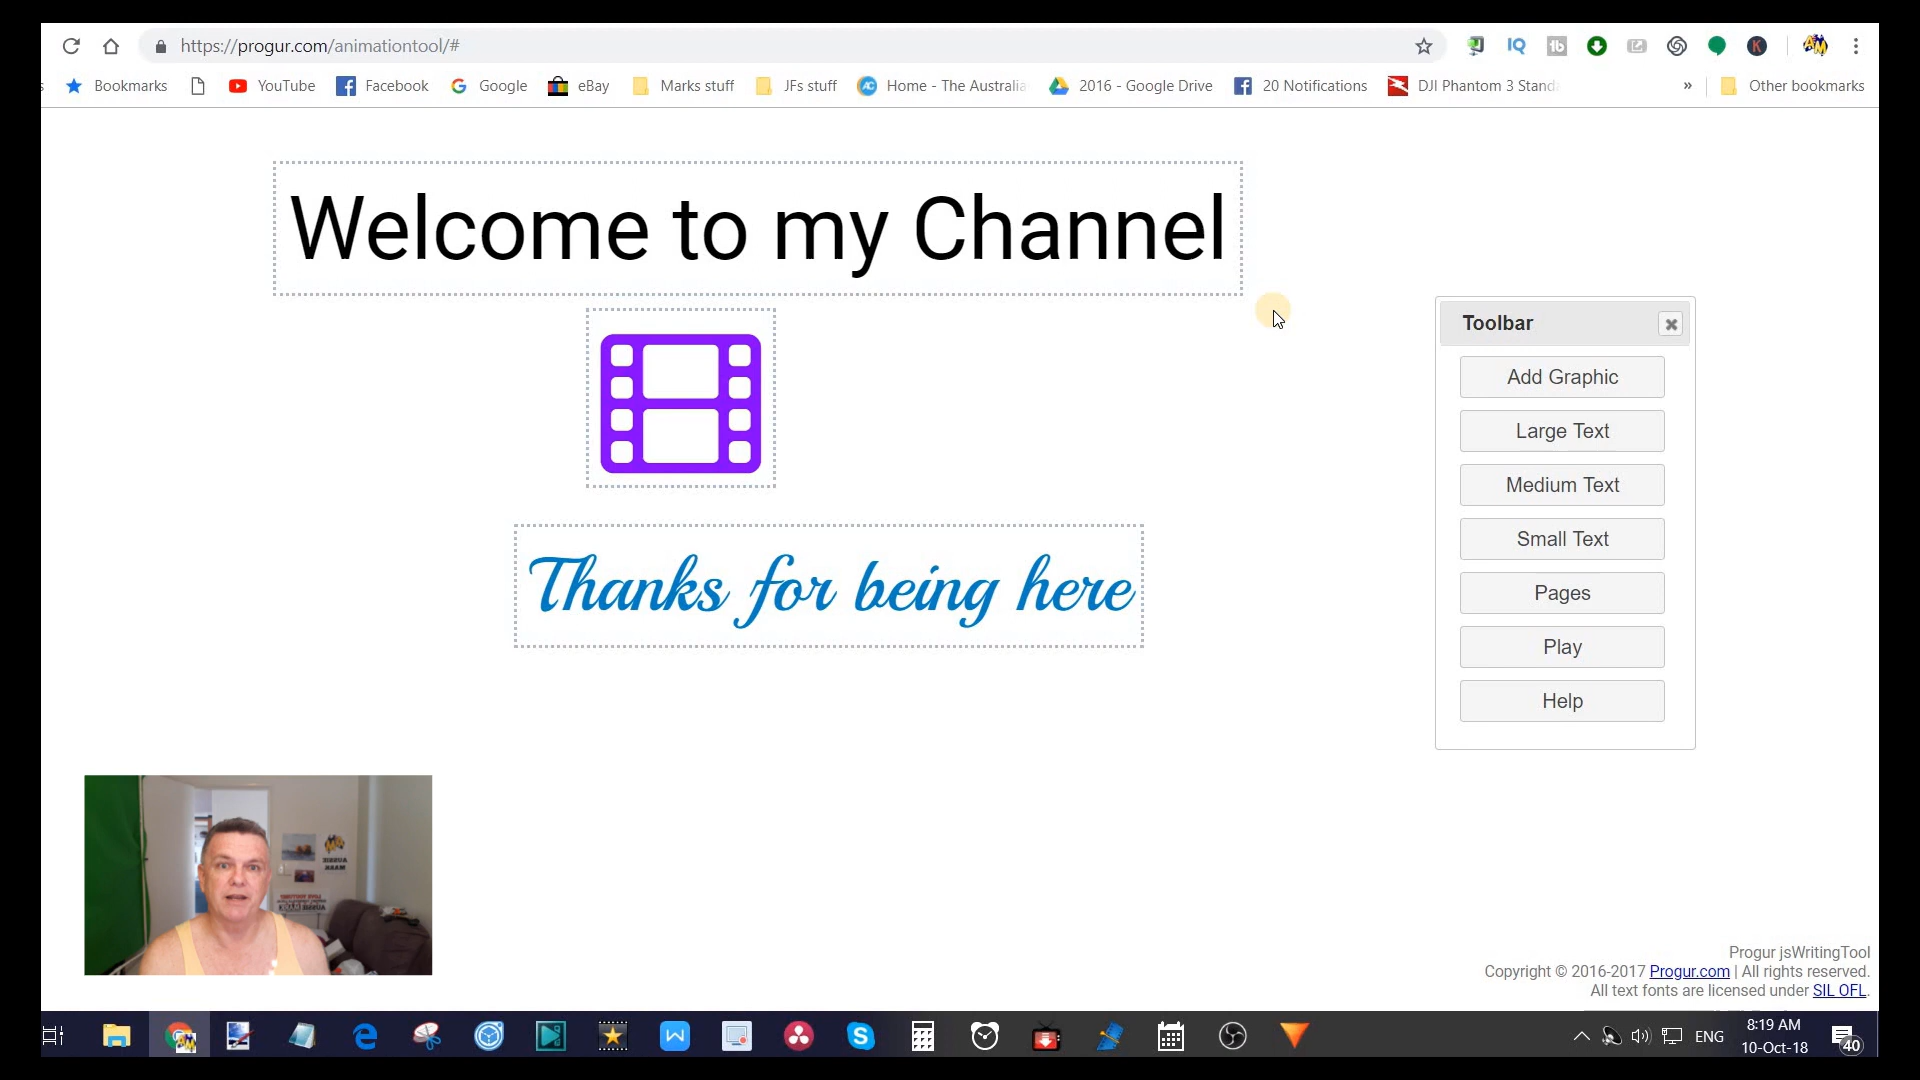 https://progur.com/animationtool/#
Bookmarks YouTube Facebook Google eBay Marks stuff JFs stuff Home - The Australia 2016 - Google Drive 20 Notifications DJI Phantom 3 Stand » Other bookmarks
Welcome to my Channel
Toolbar
Add Graphic
Large Text
Medium Text
Thanks for being here
Small Text
Pages
Play
Help
Progur jsWritingTool
Copyright © 2016-2017 Progur.com | All rights reserved.
All text fonts are licensed under SIL OFL.
ENG
8:19 AM
10-Oct-18
40